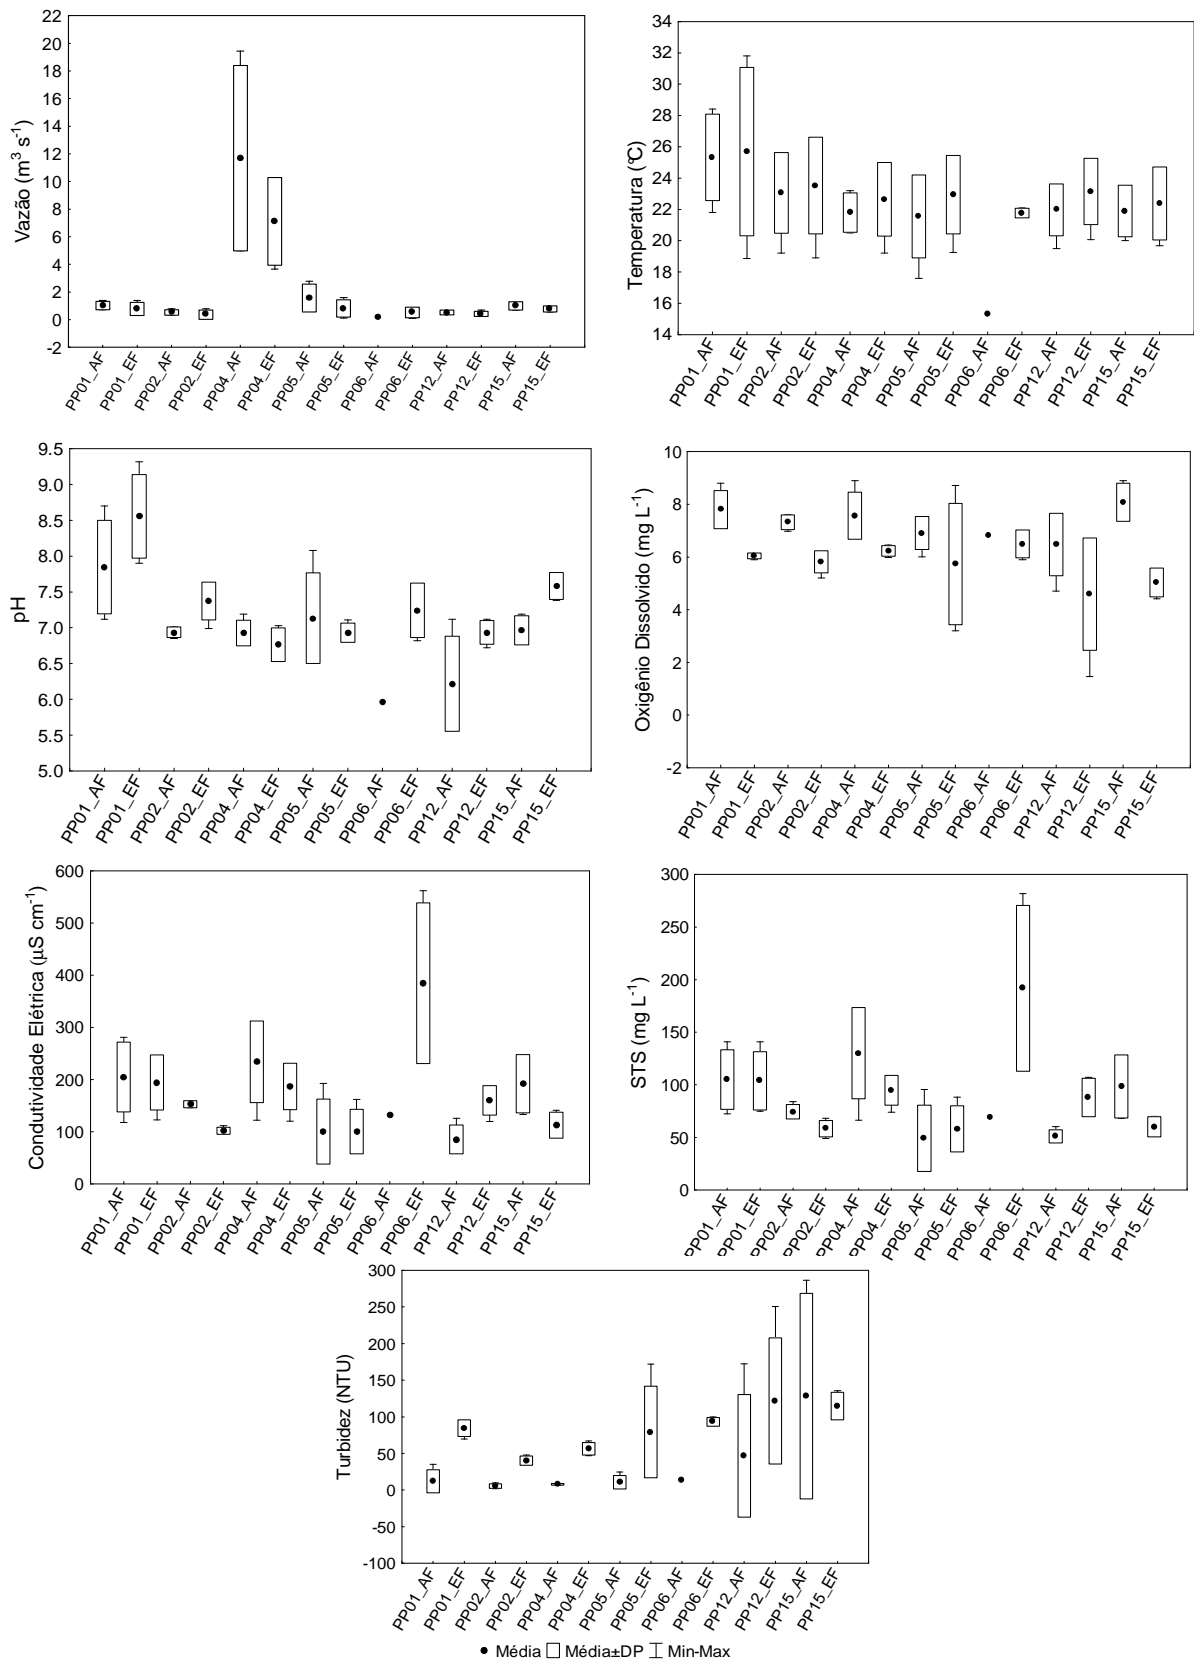 22
20
18
16
14
12
10
8
6
4
2
0
-2
Vazão (m³ s⁻¹)
PP01_AF
PP01_EF
PP02_AF
PP02_EF
PP04_AF
PP04_EF
PP05_AF
PP05_EF
PP06_AF
PP06_EF
PP12_AF
PP12_EF
PP15_AF
PP15_EF
34
32
30
28
26
24
22
20
18
16
14
Temperatura (°C)
PP01_AF
PP01_EF
PP02_AF
PP02_EF
PP04_AF
PP04_EF
PP05_AF
PP05_EF
PP06_AF
PP06_EF
PP12_AF
PP12_EF
PP15_AF
PP15_EF
9.5
9.0
8.5
8.0
7.5
7.0
6.5
6.0
5.5
5.0
pH
PP01_AF
PP01_EF
PP02_AF
PP02_EF
PP04_AF
PP04_EF
PP05_AF
PP05_EF
PP06_AF
PP06_EF
PP12_AF
PP12_EF
PP15_AF
PP15_EF
10
8
6
4
2
0
-2
Oxigênio Dissolvido (mg L⁻¹)
PP01_AF
PP01_EF
PP02_AF
PP02_EF
PP04_AF
PP04_EF
PP05_AF
PP05_EF
PP06_AF
PP06_EF
PP12_AF
PP12_EF
PP15_AF
PP15_EF
600
500
400
300
200
100
0
Condutividade Elétrica (μS cm⁻¹)
PP01_AF
PP01_EF
PP02_AF
PP02_EF
PP04_AF
PP04_EF
PP05_AF
PP05_EF
PP06_AF
PP06_EF
PP12_AF
PP12_EF
PP15_AF
PP15_EF
300
250
200
150
100
50
0
STS (mg L⁻¹)
PP01_AF
PP01_EF
PP02_AF
PP02_EF
PP04_AF
PP04_EF
PP05_AF
PP05_EF
PP06_AF
PP06_EF
PP12_AF
PP12_EF
PP15_AF
PP15_EF
300
250
200
150
100
50
0
-50
-100
Turbidez (NTU)
PP01_AF
PP01_EF
PP02_AF
PP02_EF
PP04_AF
PP04_EF
PP05_AF
PP05_EF
PP06_AF
PP06_EF
PP12_AF
PP12_EF
PP15_AF
PP15_EF
Média Média±DP Min-Max